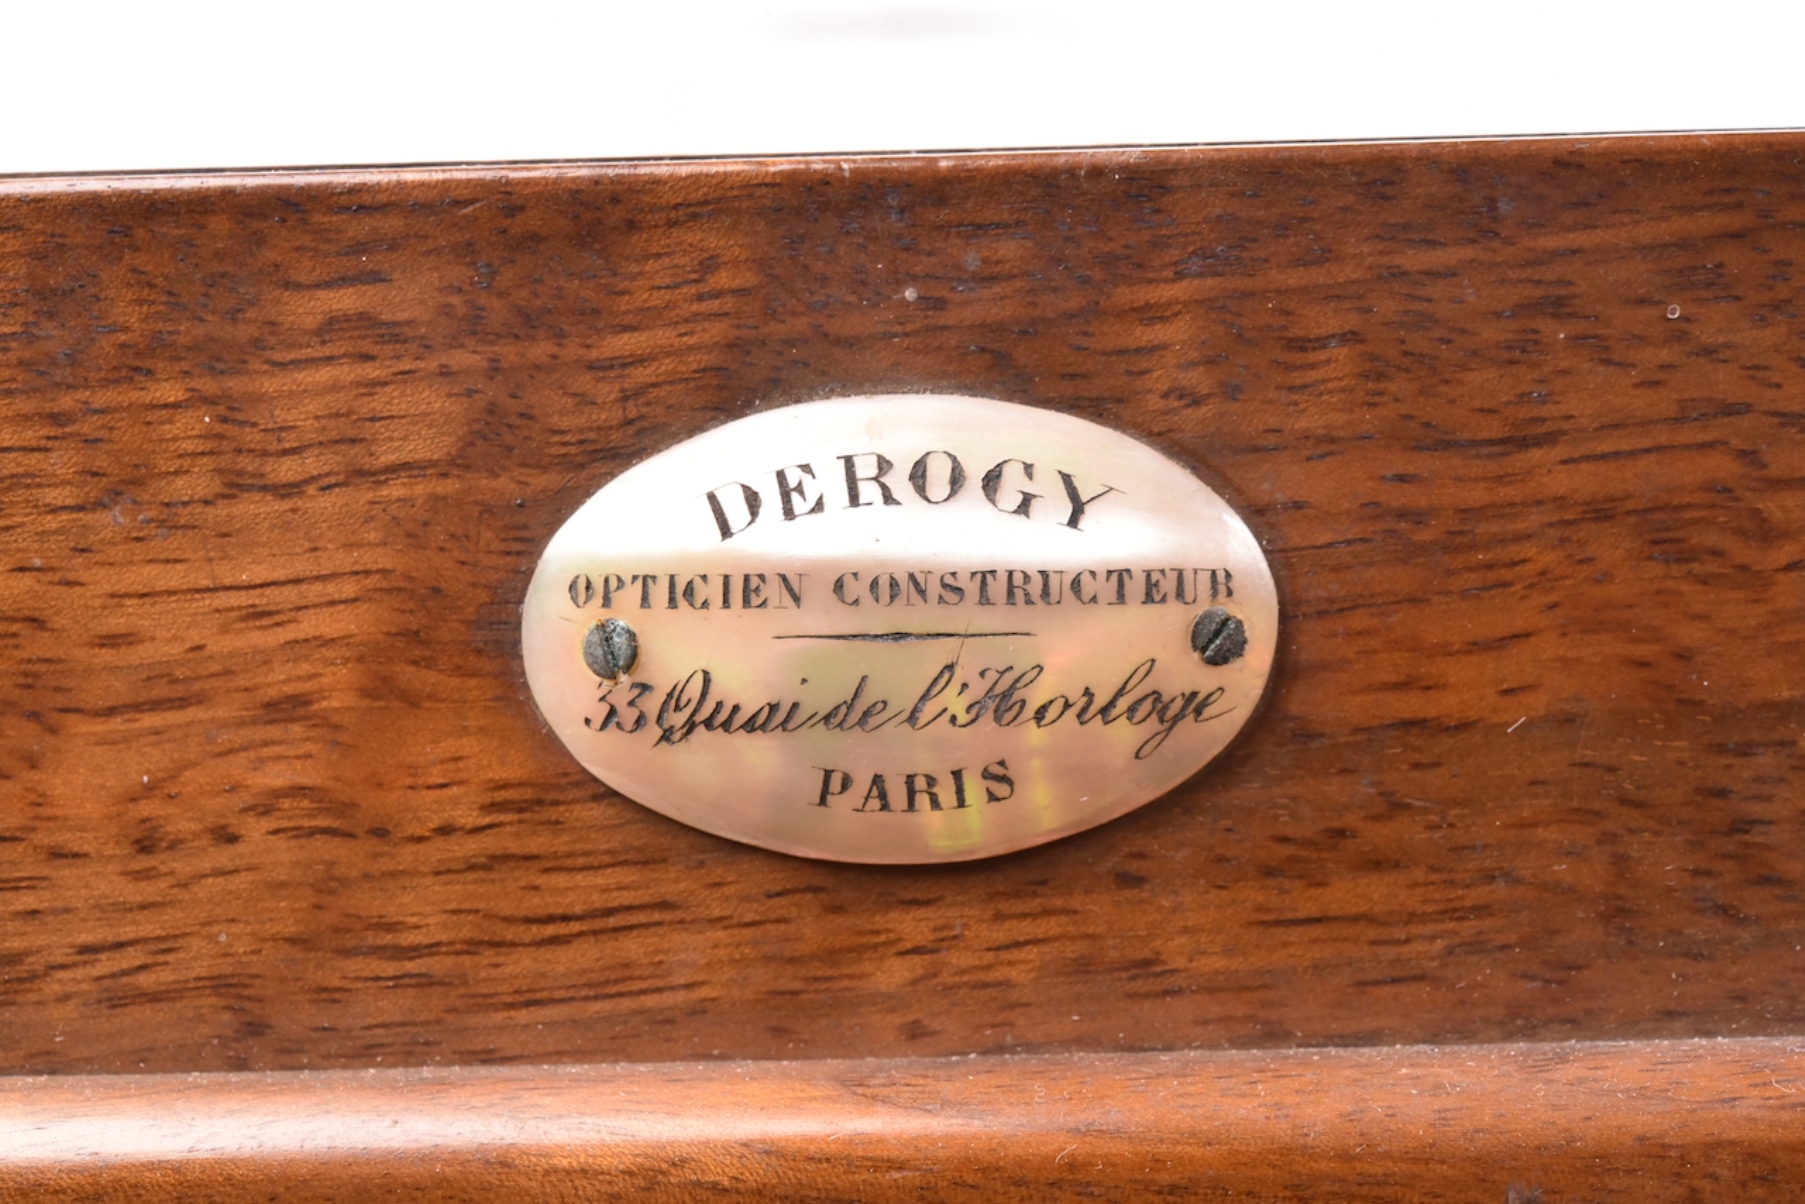 DEROGY
OPTICIEN CONSTRUCTEUR
33 Quai de l'Horloge
PARIS